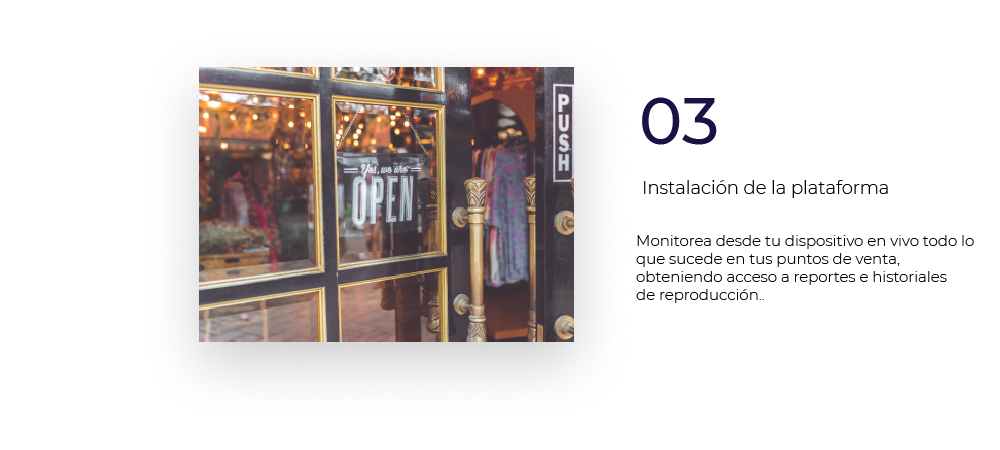 PUSH
Yes, we are
OPEN
03
Instalación de la plataforma
Monitorea desde tu dispositivo en vivo todo lo
que sucede en tus puntos de venta,
obteniendo acceso a reportes e historiales
de reproducción..